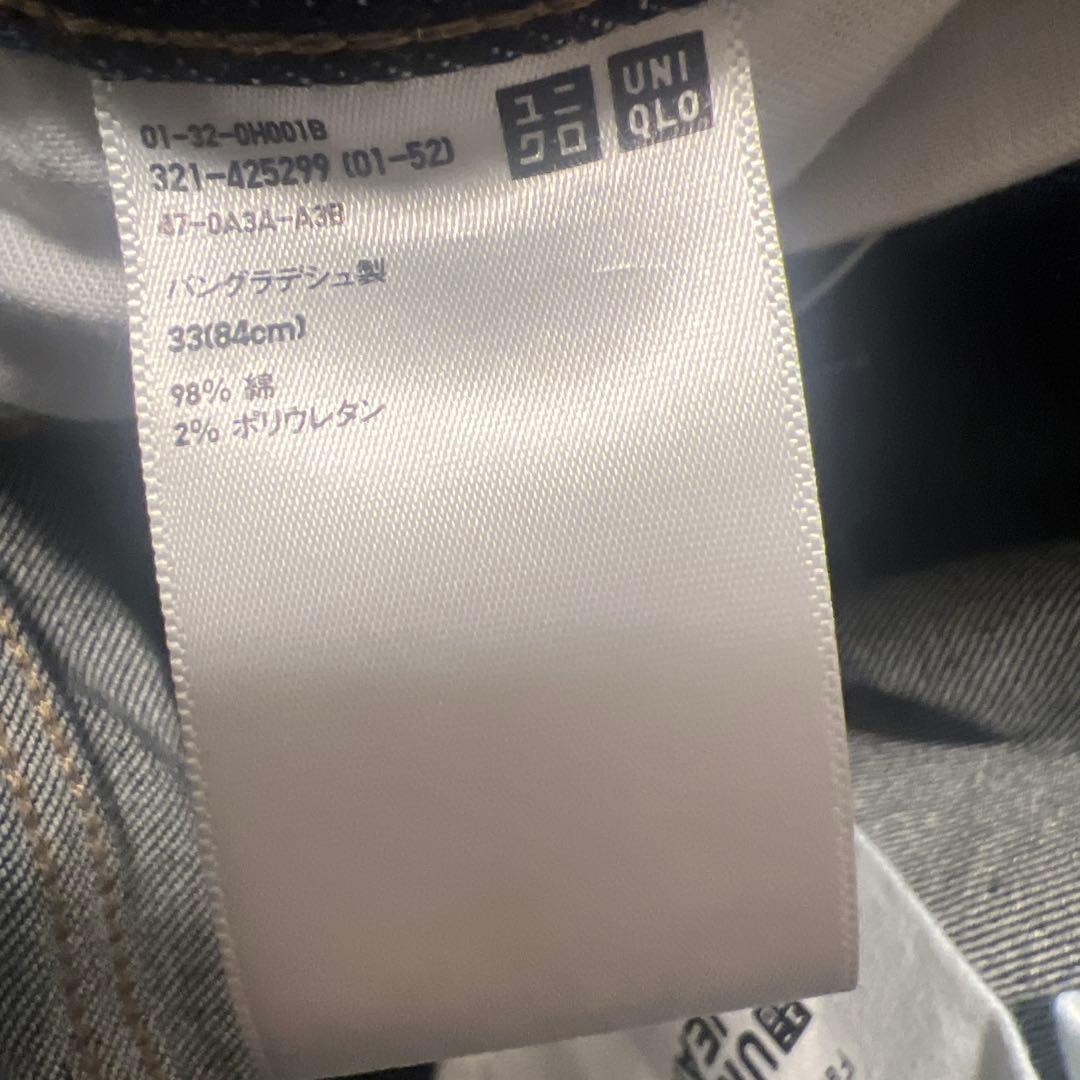 ユニ
クロ
UNI
QLO
01-32-0H001B
321-425299 (01-52)
47-0A3A-A3B
バングラデシュ製
33(84cm)
98% 綿
2% ポリウレタン